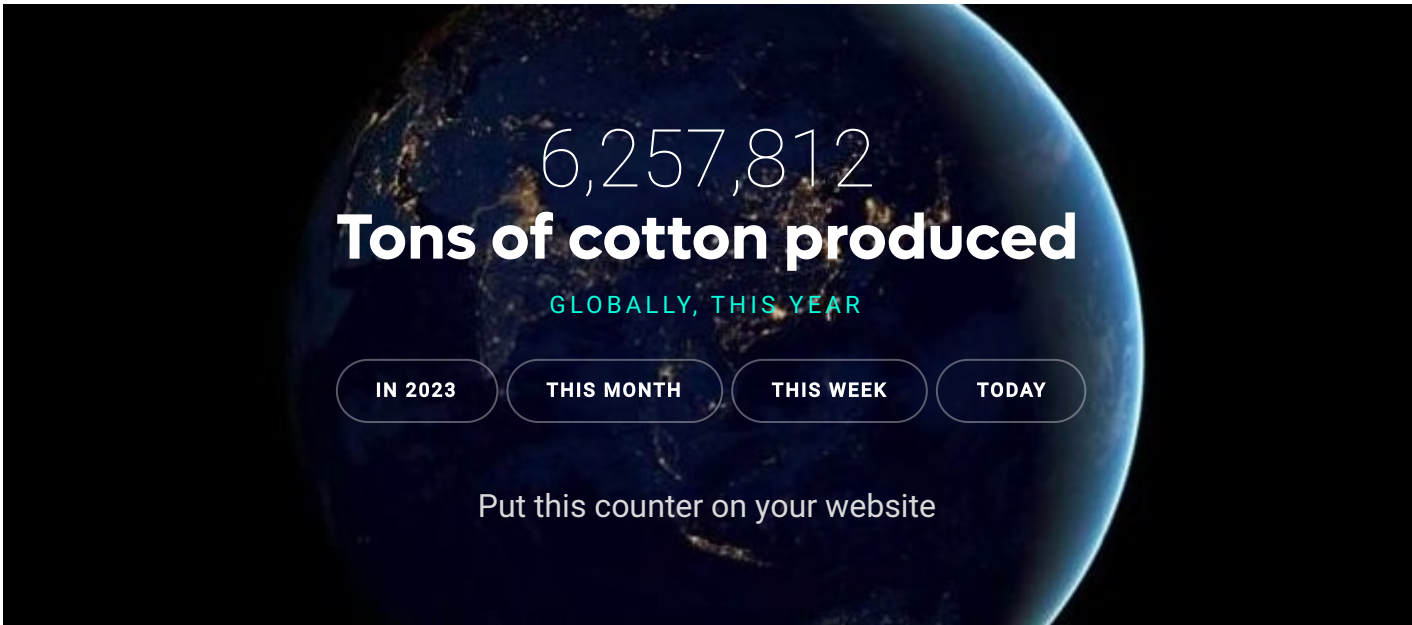 6,257,812
Tons of cotton produced
GLOBALLY, THIS YEAR
IN 2023 THIS MONTH THIS WEEK TODAY
Put this counter on your website